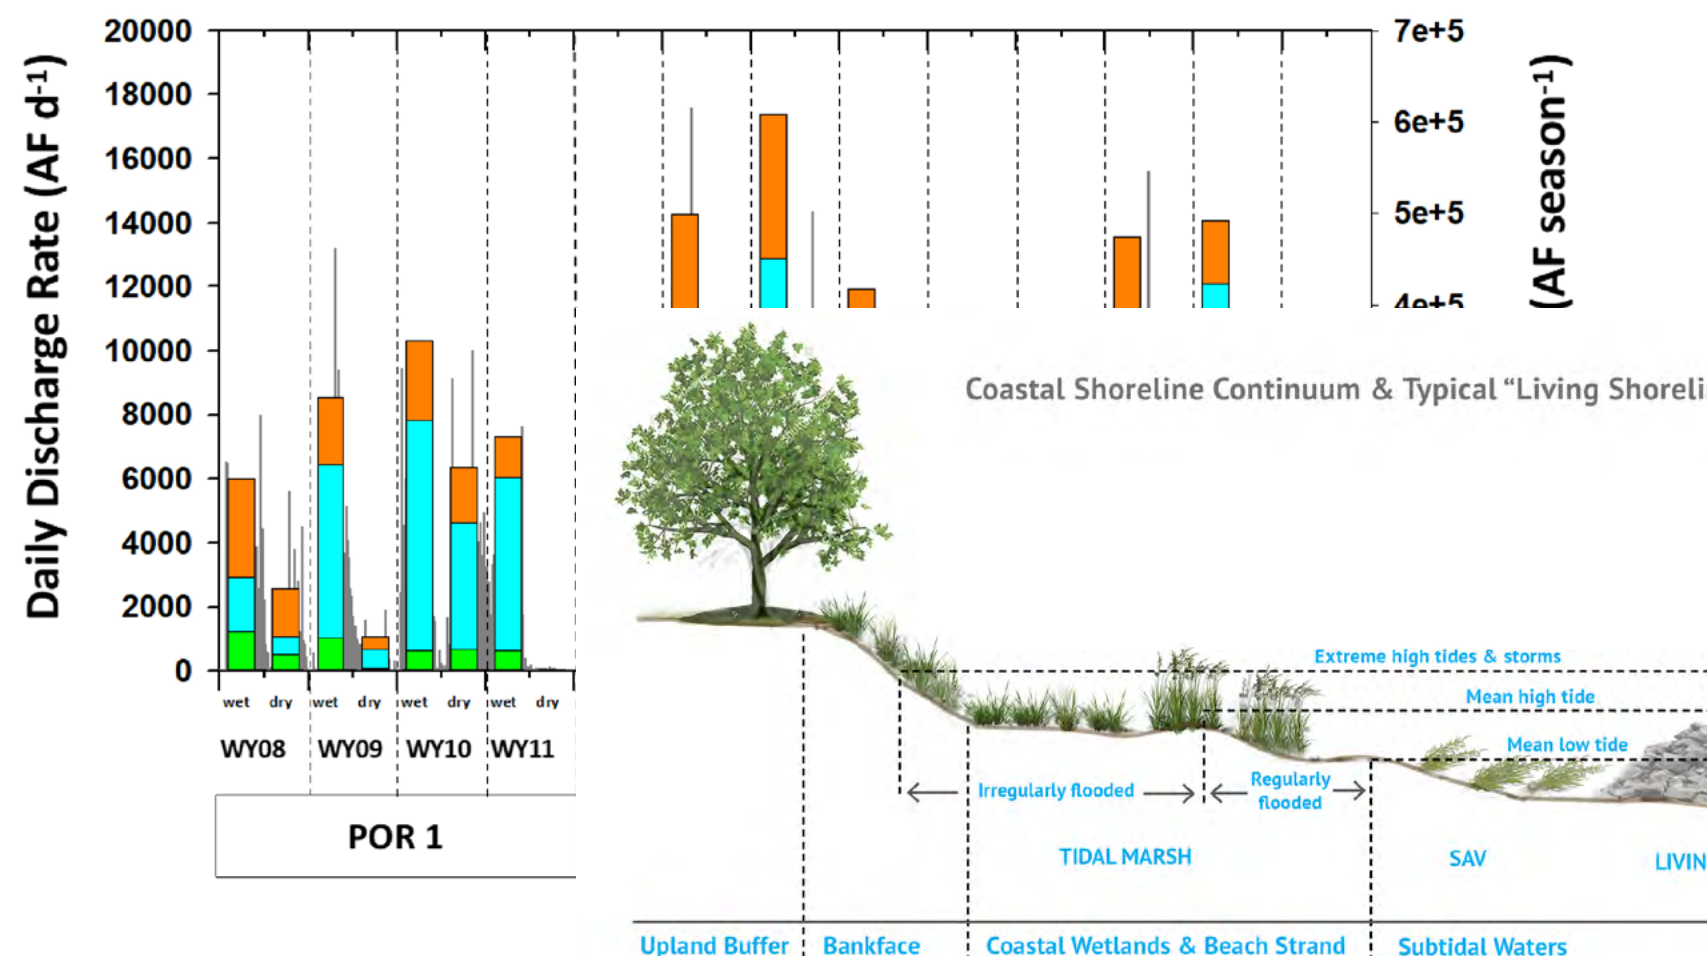 Daily Discharge Rate (AF d-1)
20000
18000
16000
14000
12000
10000
8000
6000
4000
2000
0
7e+5
6e+5
5e+5
4e+5
(AF season-1)
wet dry wet dry wet dry wet dry
WY08 WY09 WY10 WY11
POR 1
Coastal Shoreline Continuum & Typical “Living Shoreli
Extreme high tides & storms
Mean high tide
Mean low tide
Irregularly flooded
Regularly
flooded
TIDAL MARSH
SAV
LIVIN
Upland Buffer
Bankface
Coastal Wetlands & Beach Strand
Subtidal Waters